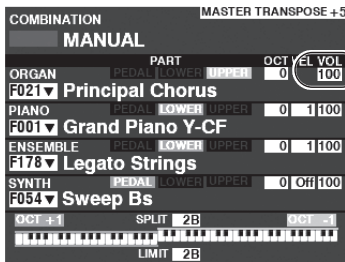 MASTER TRANSPOSE +5
COMBINATION
MANUAL
PART OCT VEL VOL
ORGAN PEDAL LOWER UPPER 0 100
F021▼ Principal Chorus
PIANO PEDAL LOWER UPPER 0 1 100
F001▼ Grand Piano Y-CF
ENSEMBLE PEDAL LOWER UPPER 0 1 100
F178▼ Legato Strings
SYNTH PEDAL LOWER UPPER 0 Off 100
F054▼ Sweep Bs
OCT +1 SPLIT 2B OCT -1
LIMIT 2B